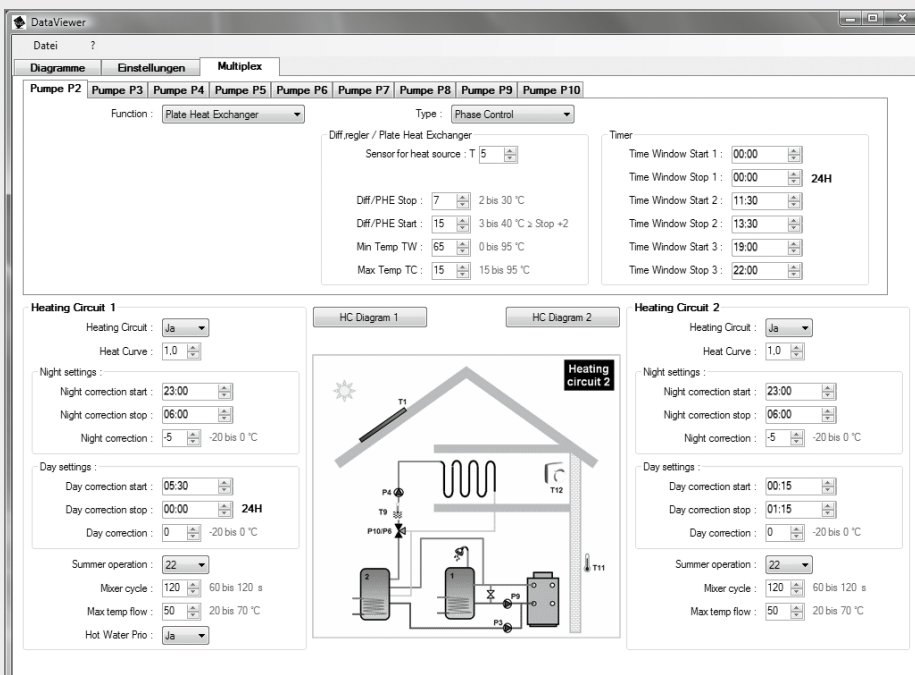 DataViewer
Datei ?
Diagramme Einstellungen Multiplex
Pumpe P2 Pumpe P3 Pumpe P4 Pumpe P5 Pumpe P6 Pumpe P7 Pumpe P8 Pumpe P9 Pumpe P10
Function : Plate Heat Exchanger Type : Phase Control
Diff,regler / Plate Heat Exchanger
Sensor for heat source : T 5
Diff/PHE Stop : 7 2 bis 30 °C
Diff/PHE Start : 15 3 bis 40 °C ≥ Stop +2
Min Temp TW : 65 0 bis 95 °C
Max Temp TC : 15 15 bis 95 °C
Timer
Time Window Start 1 : 00:00
Time Window Stop 1 : 00:00 24H
Time Window Start 2 : 11:30
Time Window Stop 2 : 13:30
Time Window Start 3 : 19:00
Time Window Stop 3 : 22:00
Heating Circuit 1
Heating Circuit : Ja
Heat Curve : 1,0
Night settings :
Night correction start : 23:00
Night correction stop : 06:00
Night correction : -5 -20 bis 0 °C
Day settings :
Day correction start : 05:30
Day correction stop : 00:00 24H
Day correction : 0 -20 bis 0 °C
Summer operation : 22
Mixer cycle : 120 60 bis 120 s
Max temp flow : 50 20 bis 70 °C
Hot Water Prio : Ja
HC Diagram 1 HC Diagram 2
Heating
circuit 2
T1
P4
T12
T9
P10/P6
T11
2
1
P9
P3
Heating Circuit 2
Heating Circuit : Ja
Heat Curve : 1,0
Night settings :
Night correction start : 23:00
Night correction stop : 06:00
Night correction : -5 -20 bis 0 °C
Day settings :
Day correction start : 00:15
Day correction stop : 01:15
Day correction : 0 -20 bis 0 °C
Summer operation : 22
Mixer cycle : 120 60 bis 120 s
Max temp flow : 50 20 bis 70 °C